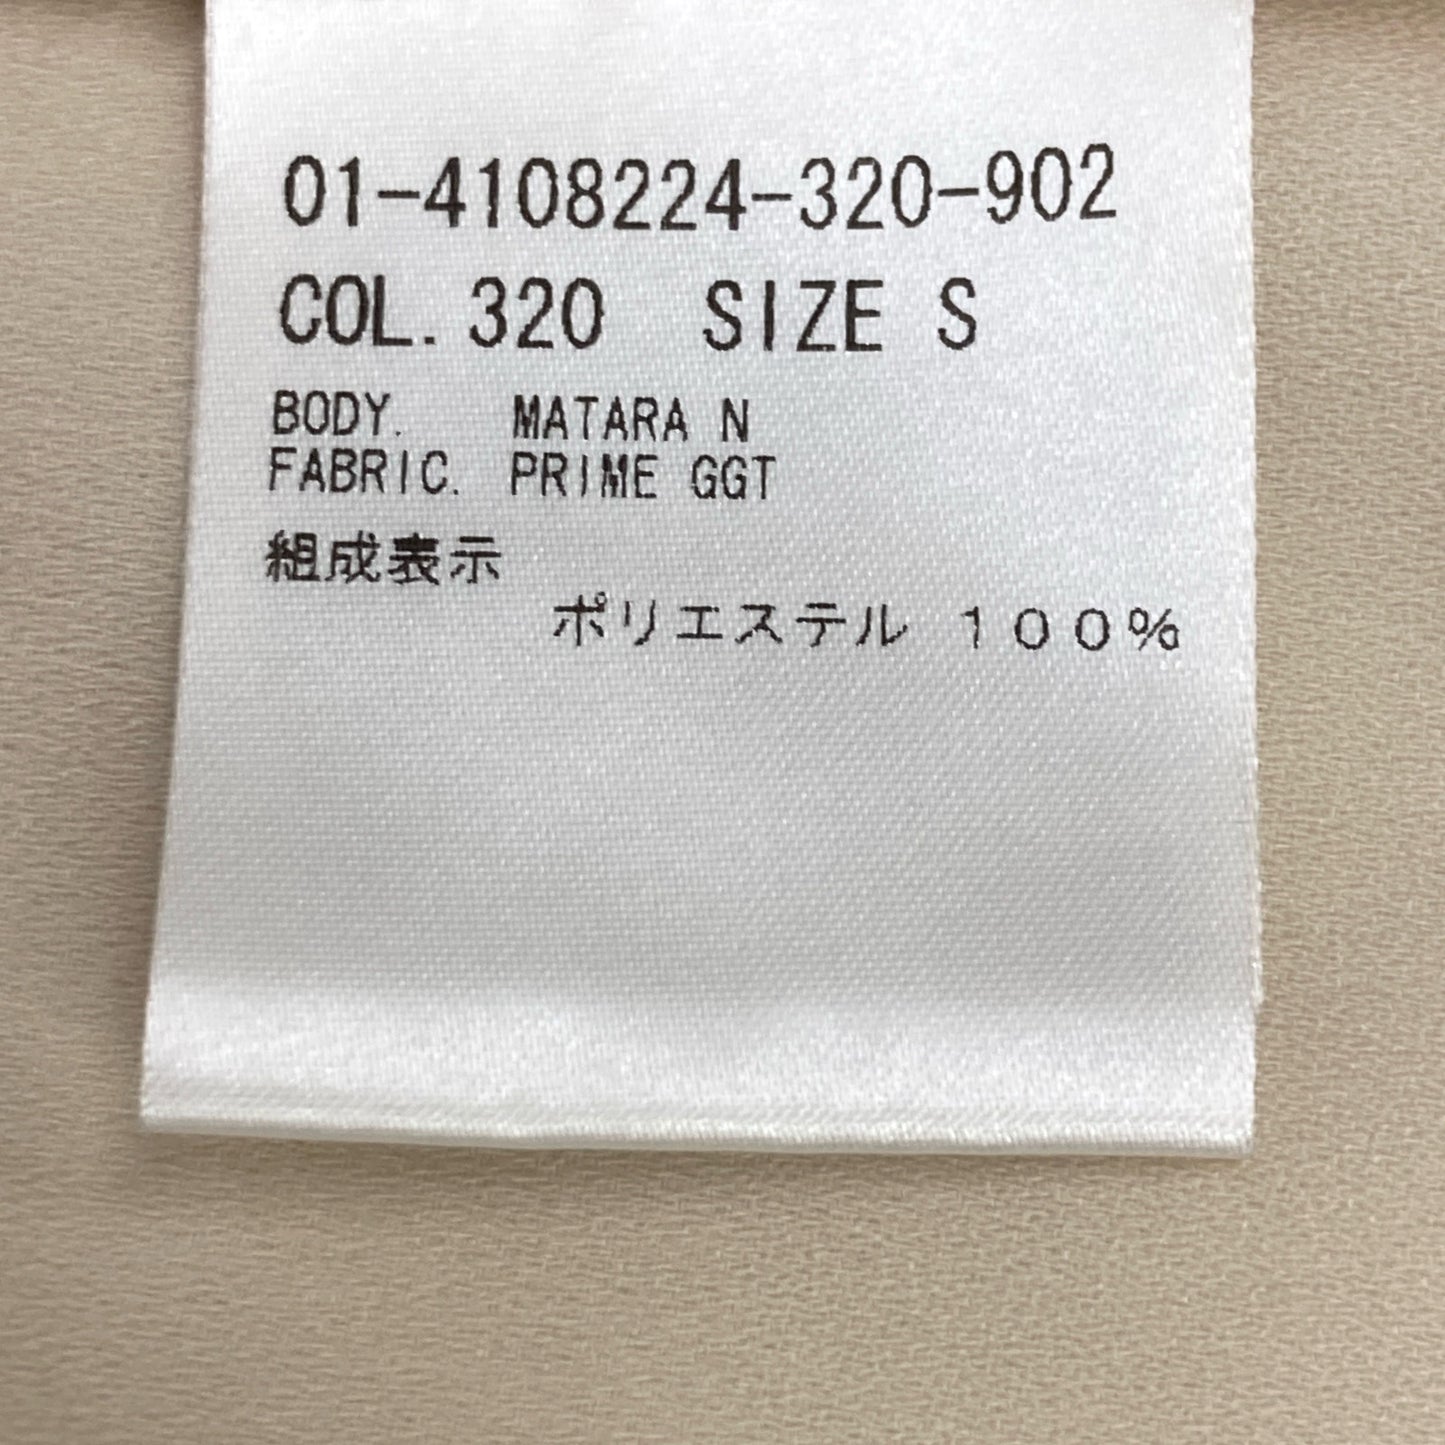 01-4108224-320-902
COL. 320 SIZE S
BODY. MATARA N
FABRIC. PRIME GGT
組成表示
ポリエステル 100%